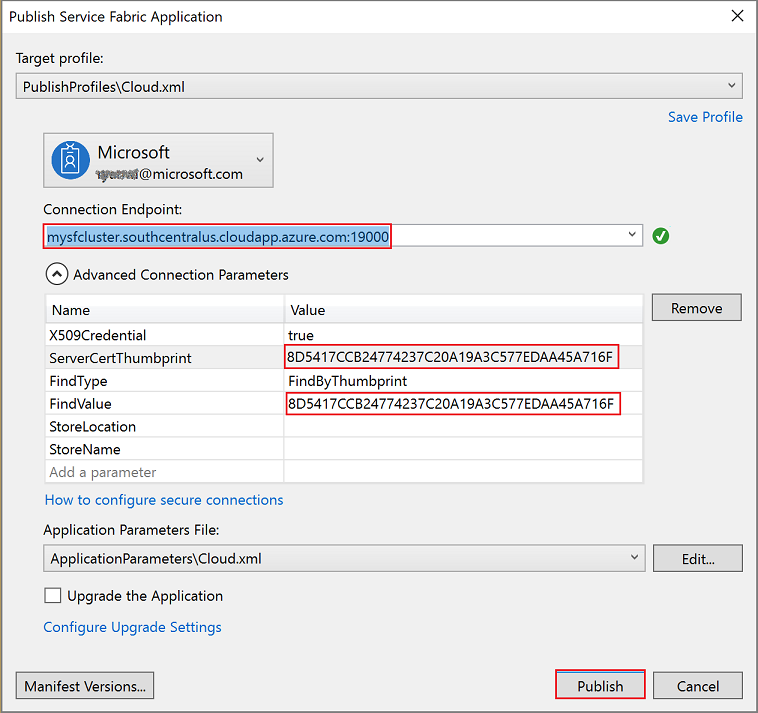 Publish Service Fabric Application
Target profile:
PublishProfiles\Cloud.xml
Save Profile
Microsoft
@microsoft.com
Connection Endpoint:
mysfcluster.southcentralus.cloudapp.azure.com:19000
Advanced Connection Parameters
Name Value
Remove
X509Credential true
ServerCertThumbprint 8D5417CCB24774237C20A19A3C577EDAA45A716F
FindType FindByThumbprint
FindValue 8D5417CCB24774237C20A19A3C577EDAA45A716F
StoreLocation
StoreName
Add a parameter
How to configure secure connections
Application Parameters File:
ApplicationParameters\Cloud.xml Edit...
Upgrade the Application
Configure Upgrade Settings
Manifest Versions... Publish Cancel